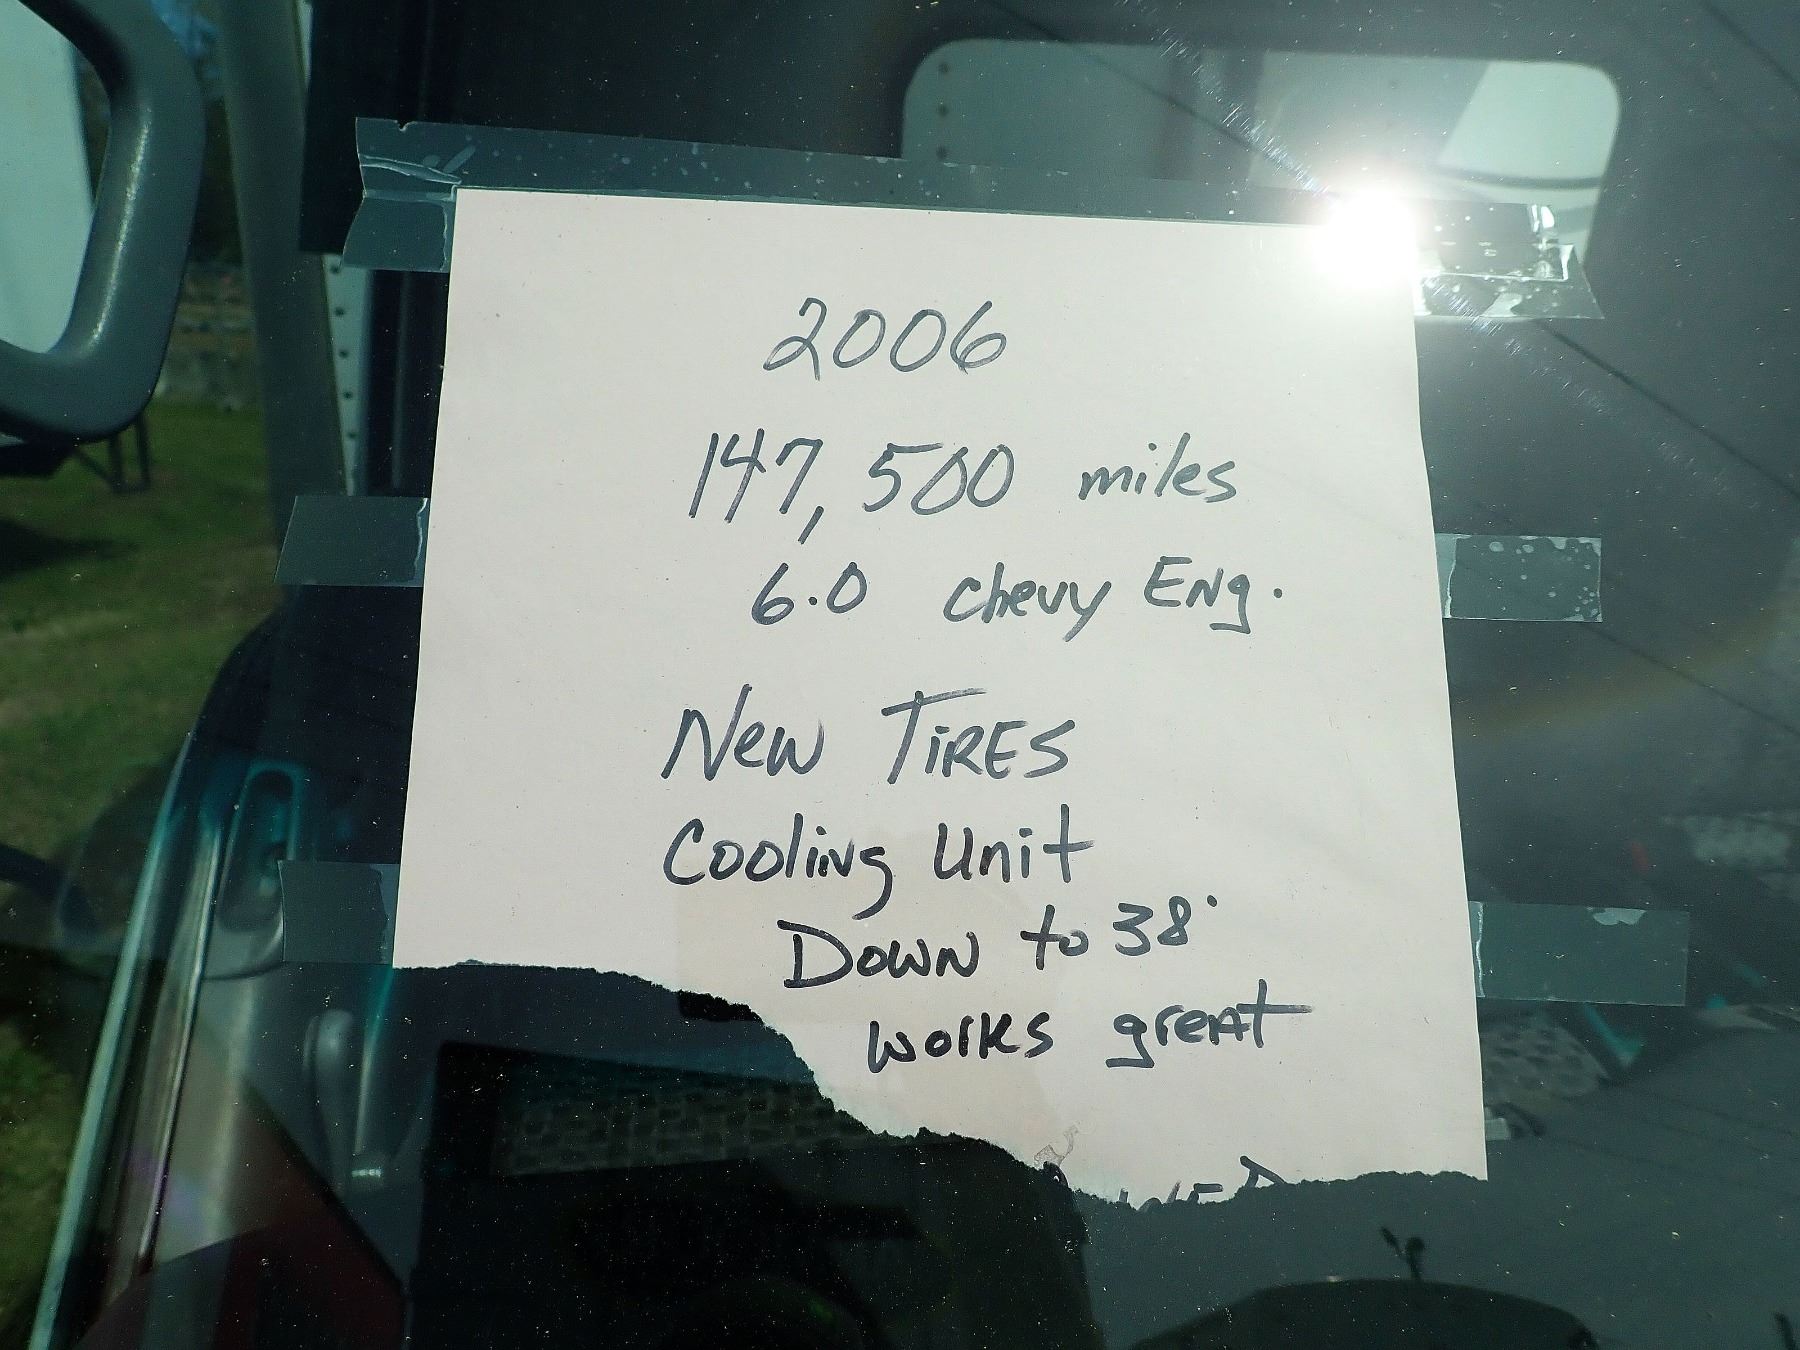 2006
147,500 miles
6.0 Chevy Eng.
New TiRES
Cooling Unit
Down to 38°
works great